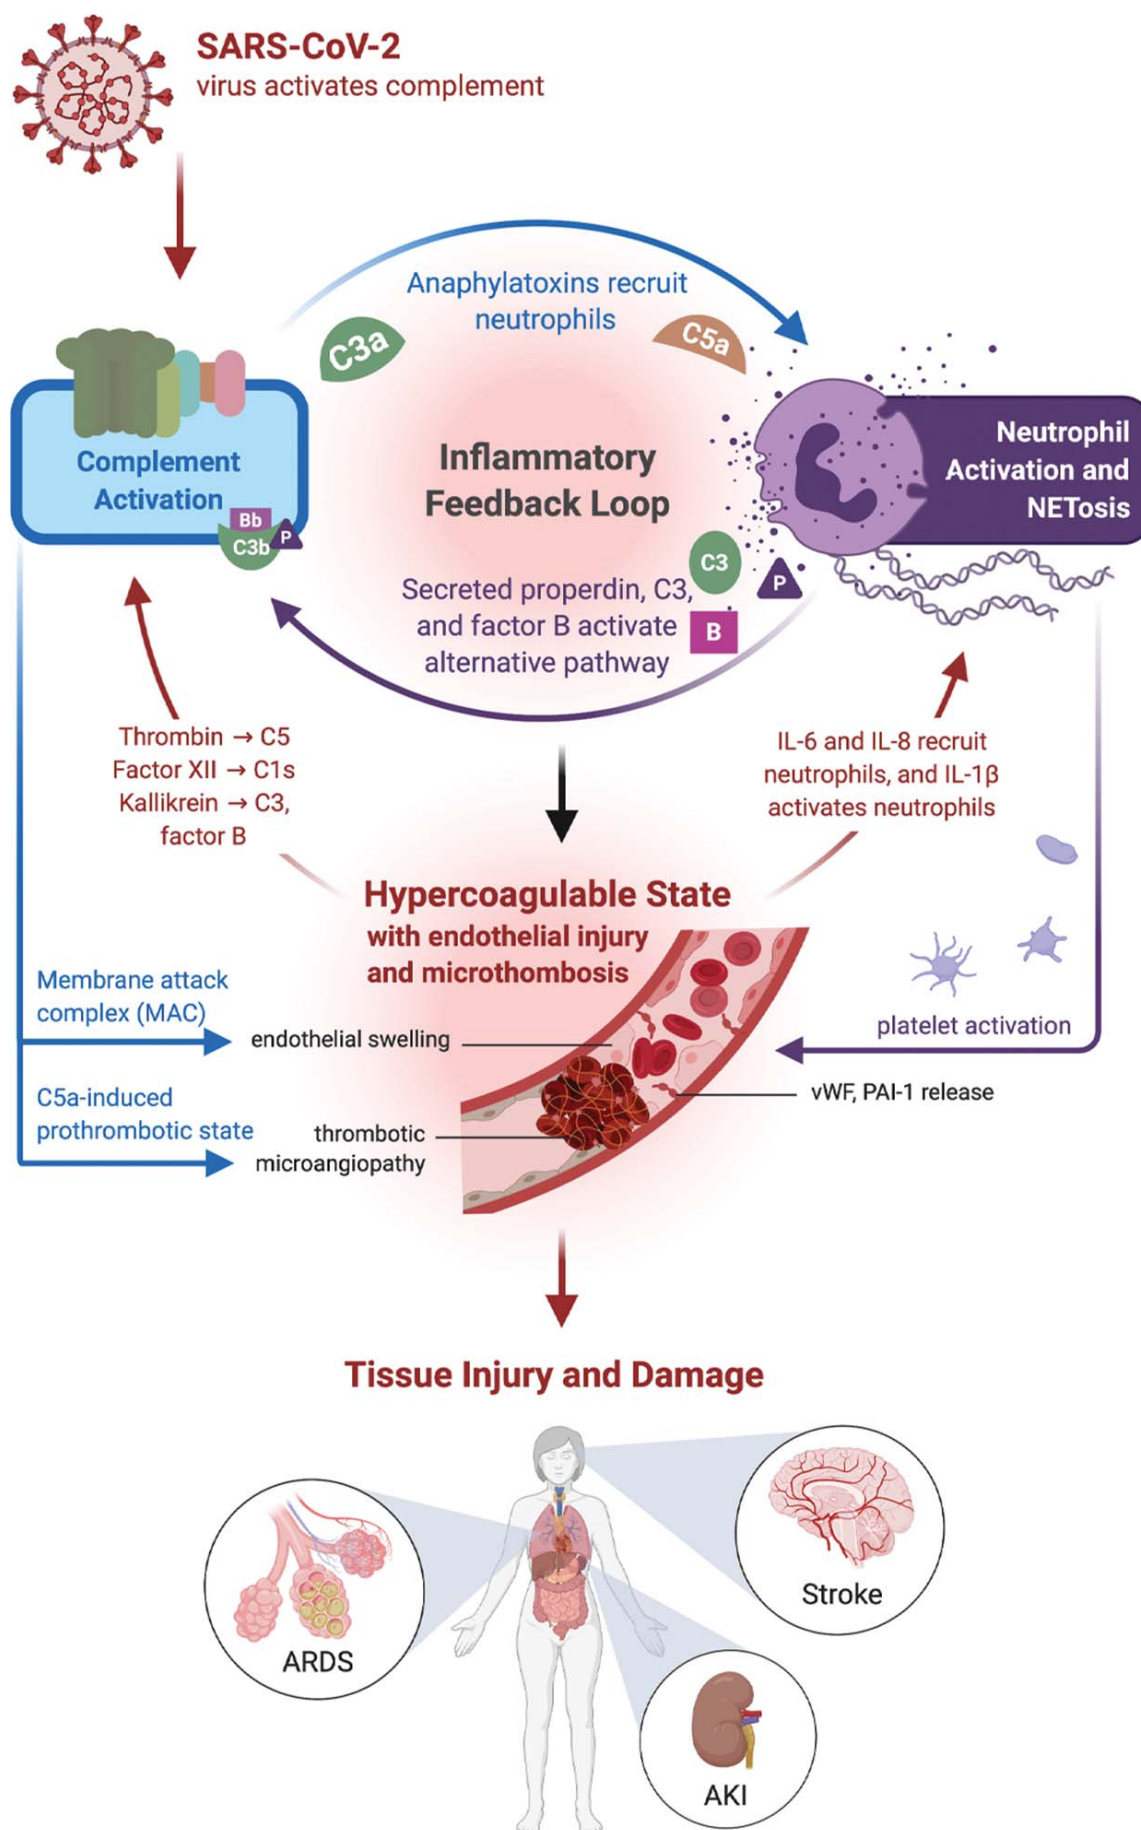 SARS-CoV-2
virus activates complement
Anaphylatoxins recruit
neutrophils
C3a
C5a
Complement
Activation
Bb
C3b
P
Inflammatory
Feedback Loop
Neutrophil
Activation and
NETosis
C3
P
B
Secreted properdin, C3,
and factor B activate
alternative pathway
Thrombin → C5
Factor XII → C1s
Kallikrein → C3,
factor B
IL-6 and IL-8 recruit
neutrophils, and IL-1β
activates neutrophils
Hypercoagulable State
with endothelial injury
and microthombosis
Membrane attack
complex (MAC)
endothelial swelling
platelet activation
vWF, PAI-1 release
C5a-induced
prothrombotic state
thrombotic
microangiopathy
Tissue Injury and Damage
Stroke
ARDS
AKI